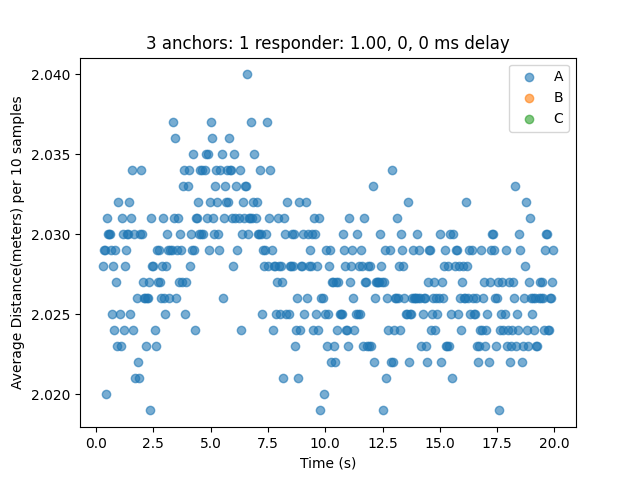 3 anchors: 1 responder: 1.00, 0, 0 ms delay
A
B
C
Average Distance(meters) per 10 samples
2.040
2.035
2.030
2.025
2.020
0.0 2.5 5.0 7.5 10.0 12.5 15.0 17.5 20.0
Time (s)